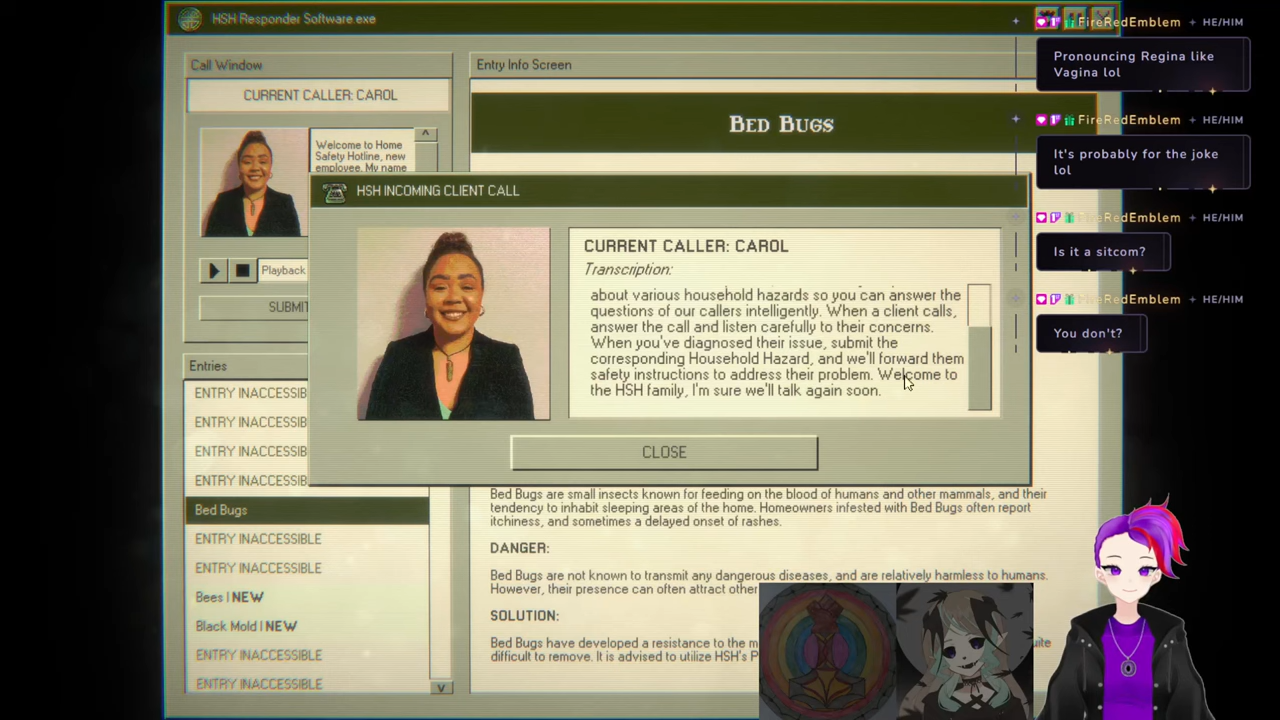 HSH Responder Software.exe
Call Window
CURRENT CALLER: CAROL
Welcome to Home
Safety Hotline, new
employee. My name
Playback
SUBMIT
Entries
ENTRY INACCESSIBLE
ENTRY INACCESSIBLE
ENTRY INACCESSIBLE
ENTRY INACCESSIBLE
Bed Bugs
ENTRY INACCESSIBLE
ENTRY INACCESSIBLE
Bees | NEW
Black Mold | NEW
ENTRY INACCESSIBLE
ENTRY INACCESSIBLE
Entry Info Screen
BED BUGS
HSH INCOMING CLIENT CALL
CURRENT CALLER: CAROL
Transcription:
about various household hazards so you can answer the
questions of our callers intelligently. When a client calls,
answer the call and listen carefully to their concerns.
When you've diagnosed their issue, submit the
corresponding Household Hazard, and we'll forward them
safety instructions to address their problem. Welcome to
the HSH family, I'm sure we'll talk again soon.
CLOSE
Bed Bugs are small insects known for feeding on the blood of humans and other mammals, and their
tendency to inhabit sleeping areas of the home. Homeowners infested with Bed Bugs often report
itchiness, and sometimes a delayed onset of rashes.
DANGER:
Bed Bugs are not known to transmit any dangerous diseases, and are relatively harmless to humans.
However, their presence can often attract other
SOLUTION:
Bed Bugs have developed a resistance to the m
difficult to remove. It is advised to utilize HSH's P
FireRedEmblem HE/HIM
Pronouncing Regina like
Vagina lol
FireRedEmblem HE/HIM
It's probably for the joke
lol
FireRedEmblem HE/HIM
Is it a sitcom?
FireRedEmblem HE/HIM
You don't?